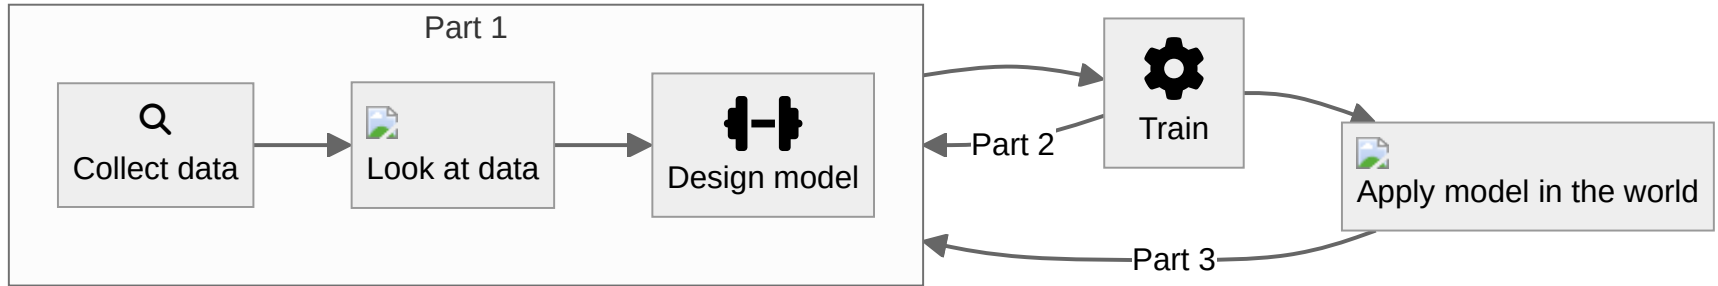 Part 1
Collect data
Look at data
Design model
Part 2
Train
Apply model in the world
Part 3